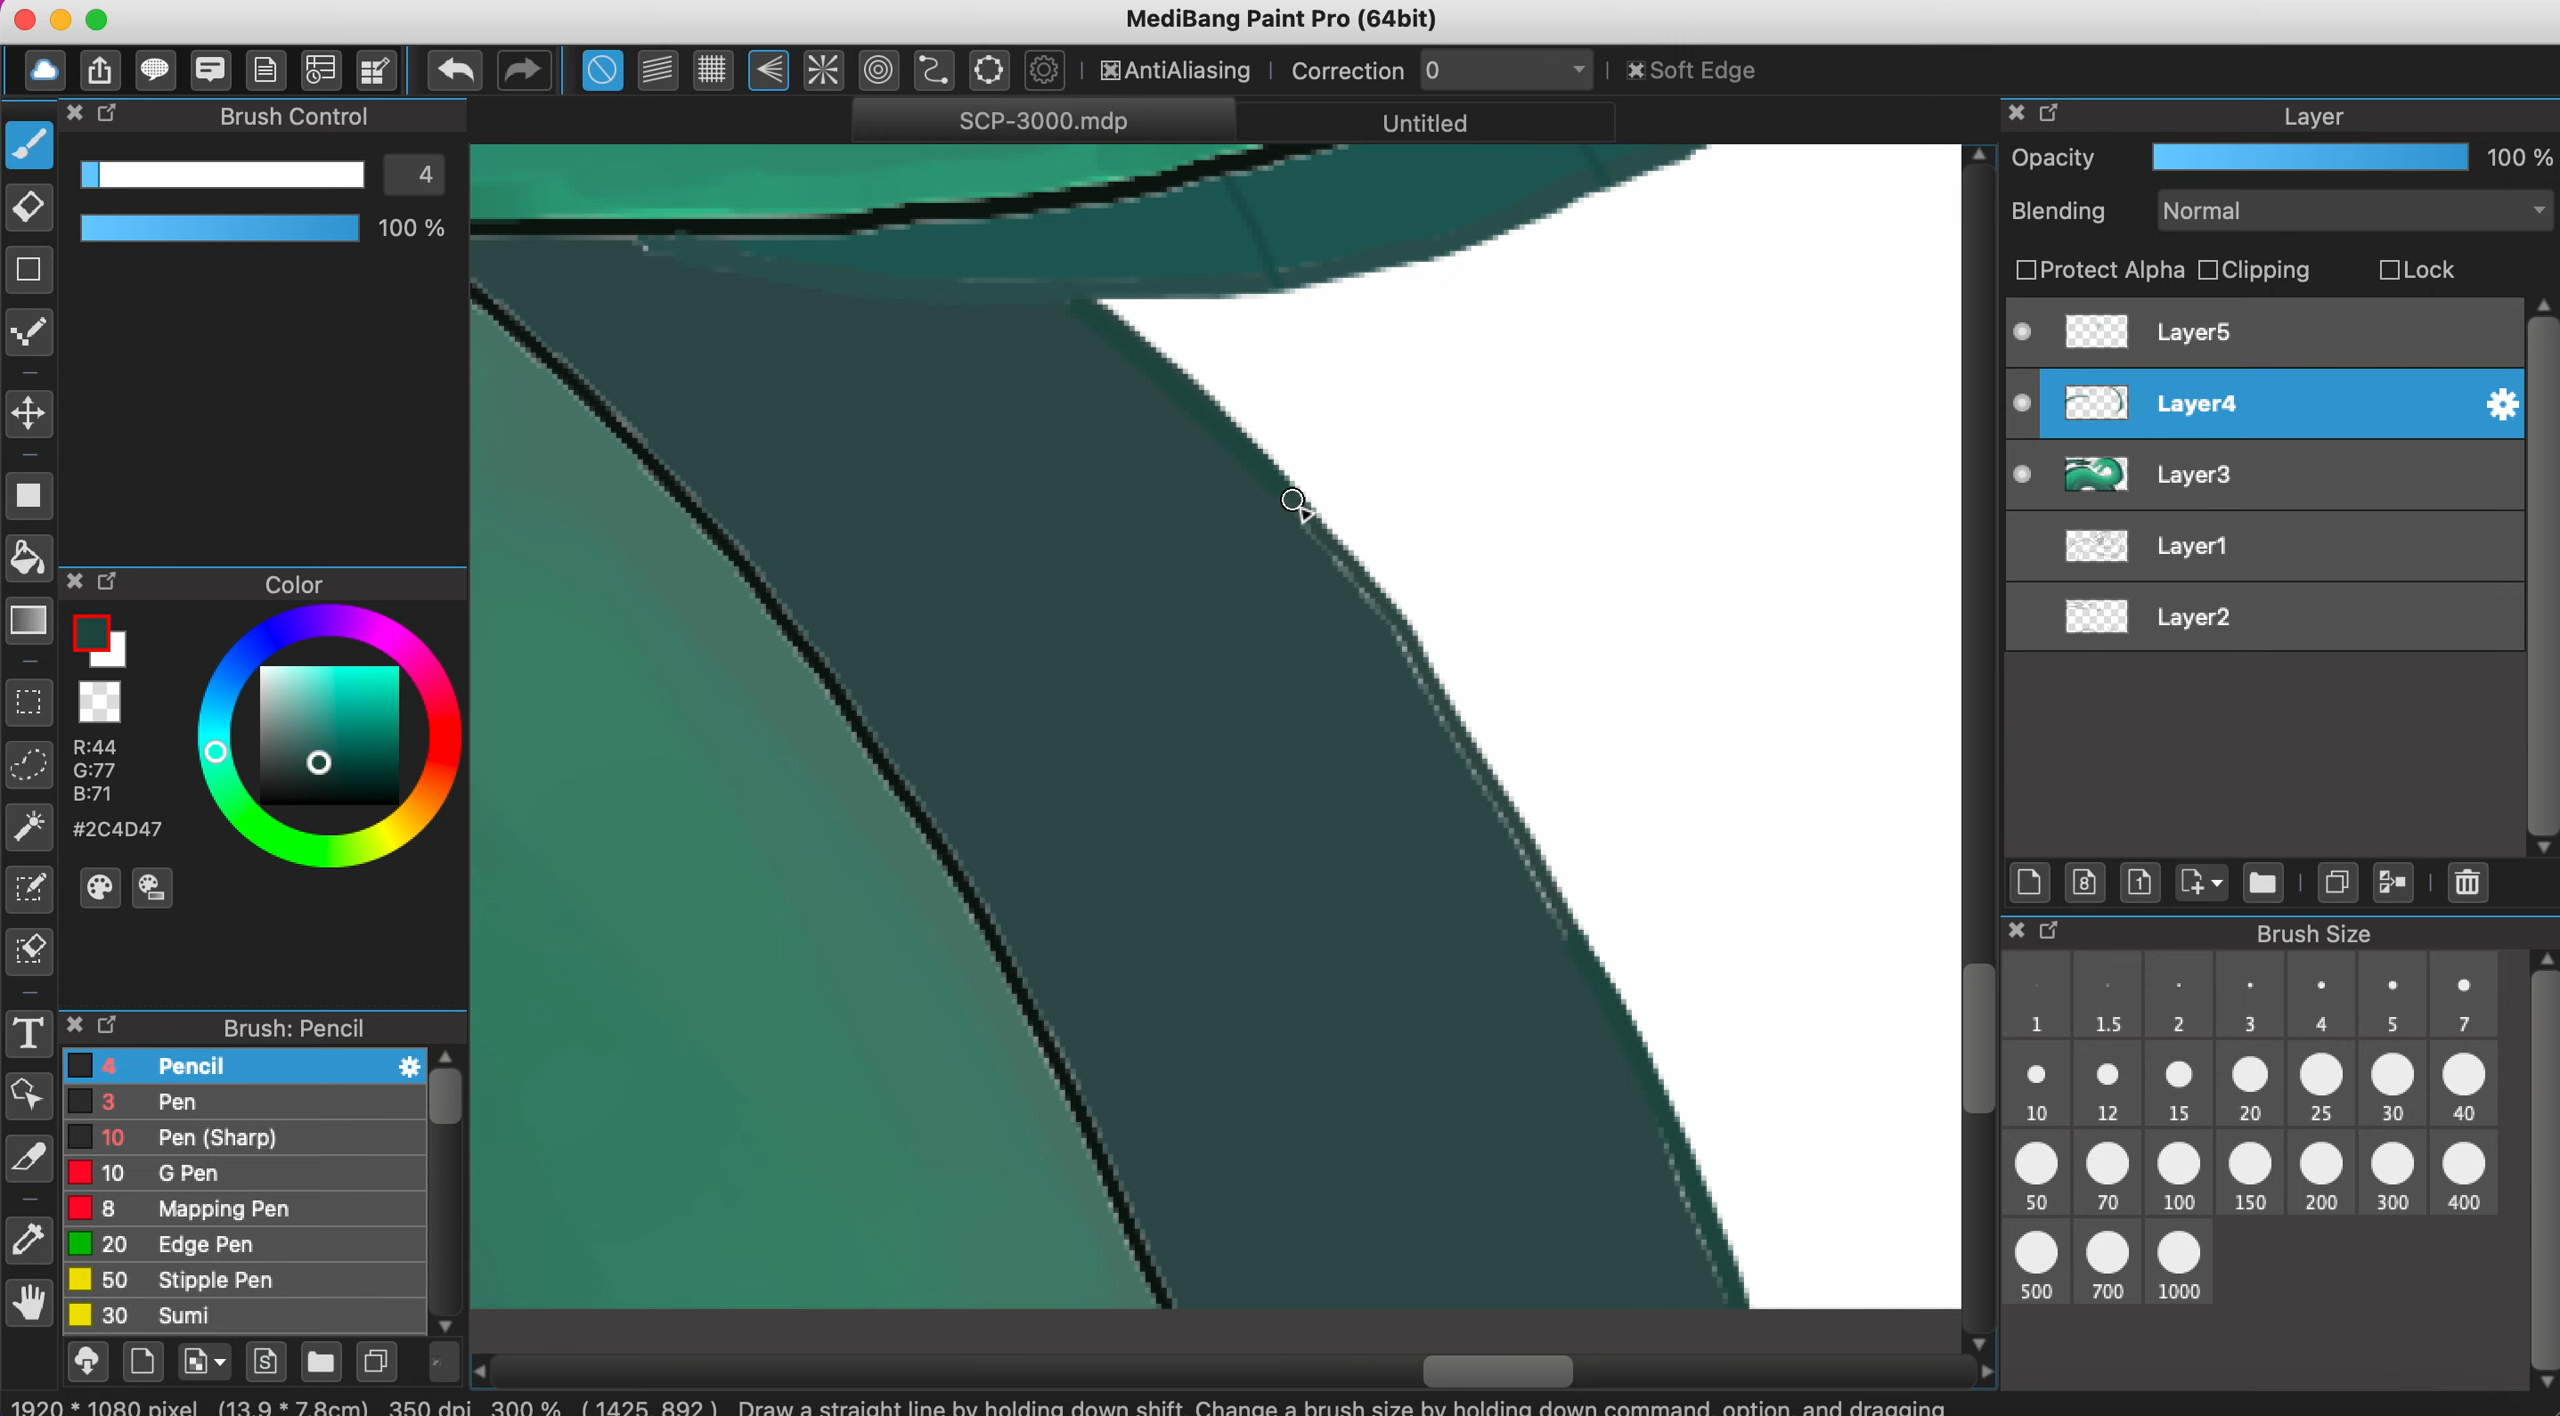 MediBang Paint Pro (64bit)
AntiAliasing
Correction 0
Soft Edge
Brush Control
4
100 %
SCP-3000.mdp
Untitled
Layer
Opacity 100 %
Blending Normal
Protect Alpha Clipping Lock
Layer5
Layer4
Layer3
Layer1
Layer2
Color
R:44
G:77
B:71
#2C4D47
8 1
Brush Size
1 1.5 2 3 4 5 7
10 12 15 20 25 30 40
50 70 100 150 200 300 400
500 700 1000
Brush: Pencil
4 Pencil
3 Pen
10 Pen (Sharp)
10 G Pen
8 Mapping Pen
20 Edge Pen
50 Stipple Pen
30 Sumi
T
S
1920 * 1080 pixel (13.9 * 7.8cm) 350 dpi 300 % ( 1425, 892 ) Draw a straight line by holding down shift, Change a brush size by holding down command, option, and dragging